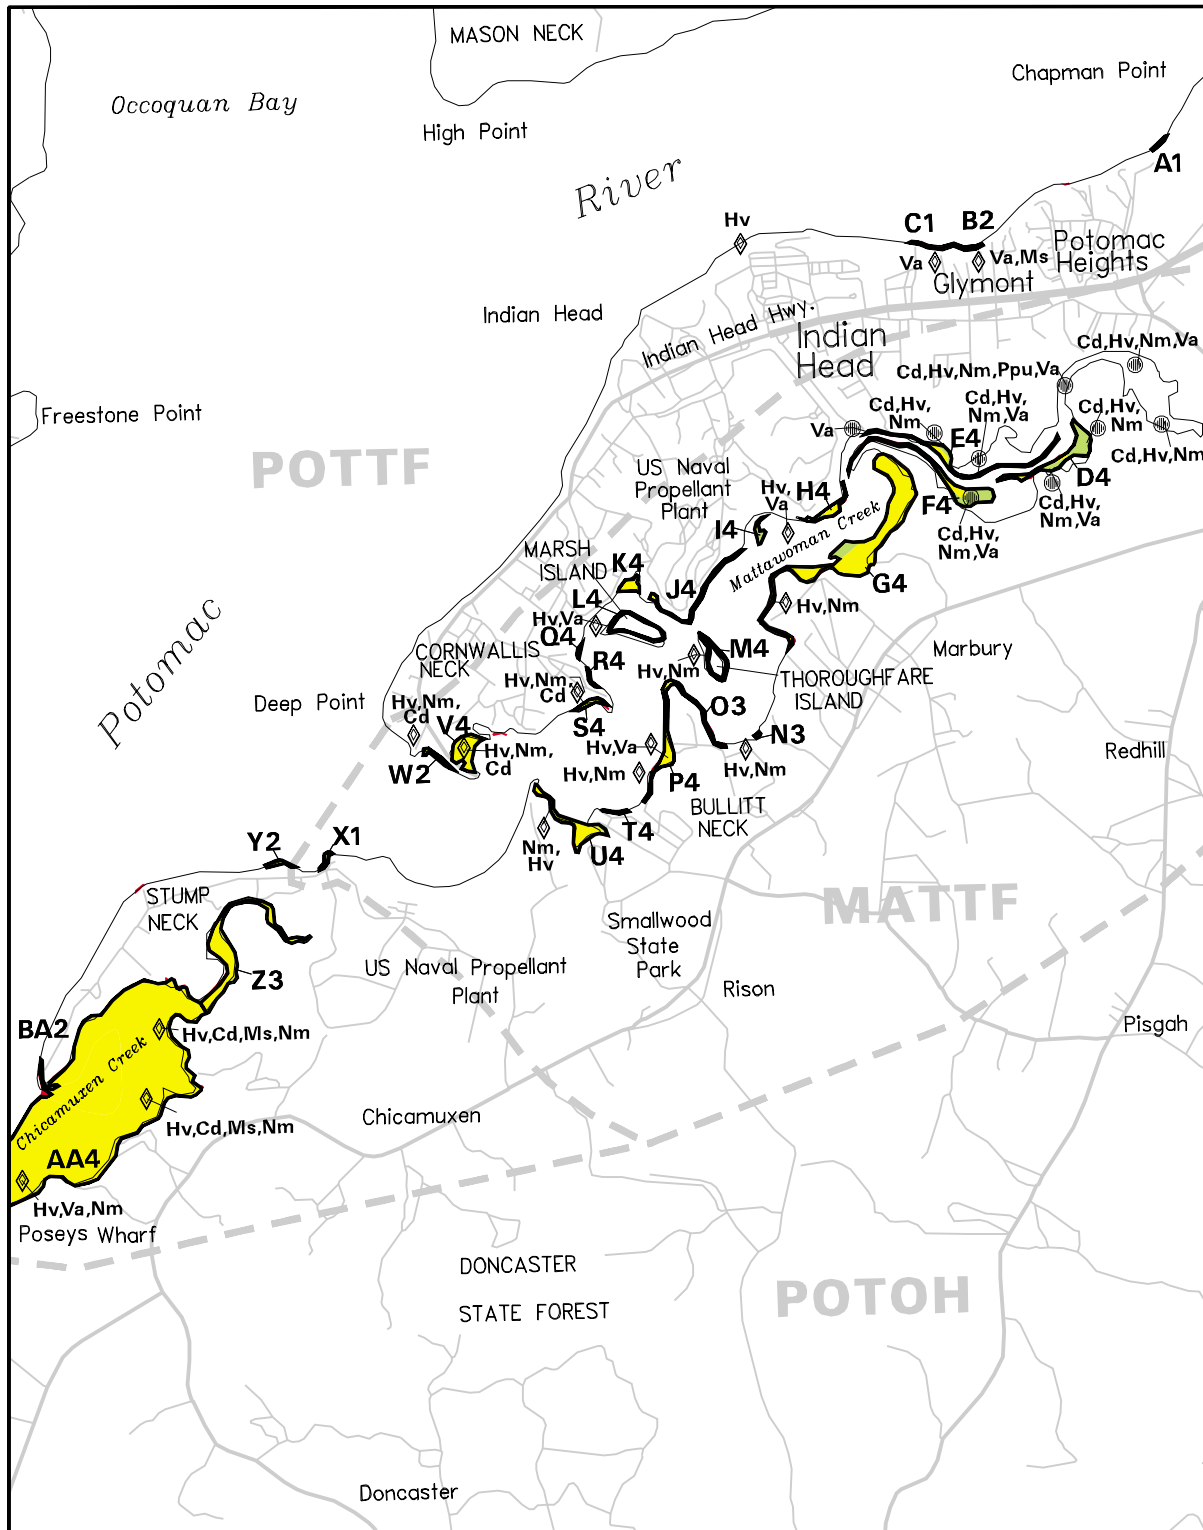 MASON NECK
Chapman Point
Occoquan Bay
High Point
A1
River
Hv
C1
B2
Potomac
Heights
Va
Va,Ms
Glymont
Indian Head
Indian Head Hwy.
Indian
Head
Cd,Hv,Nm,Va
Cd,Hv,Nm,Ppu,Va
Freestone Point
Cd,Hv,
Nm
Cd,Hv,
Nm,Va
Cd,Hv,
Nm
Va
E4
Cd,Hv,Nm
POTTF
US Naval
Propellant
Plant
Hv,
Va
H4
D4
F4
Cd,Hv,
Nm,Va
Cd,Hv,
Nm,Va
I4
Mattawoman Creek
MARSH
ISLAND
K4
J4
G4
L4
Hv,Va
Hv,Nm
Q4
CORNWALLIS
NECK
R4
M4
Marbury
Hv,Nm
Hv,Nm,
Cd
THOROUGHFARE
ISLAND
Potomac
Deep Point
Hv,Nm,
Cd
V4
S4
O3
N3
Hv,Nm,
Cd
Hv,Va
Redhill
W2
Hv,Nm
Hv,Nm
P4
BULLITT
NECK
T4
Y2
X1
Nm,
Hv
U4
STUMP
NECK
MATTF
Smallwood
State
Park
US Naval Propellant
Plant
Z3
Rison
BA2
Hv,Cd,Ms,Nm
Pisgah
Chicamuxen Creek
Chicamuxen
Hv,Cd,Ms,Nm
AA4
Hv,Va,Nm
Poseys Wharf
DONCASTER
STATE FOREST
POTOH
Doncaster